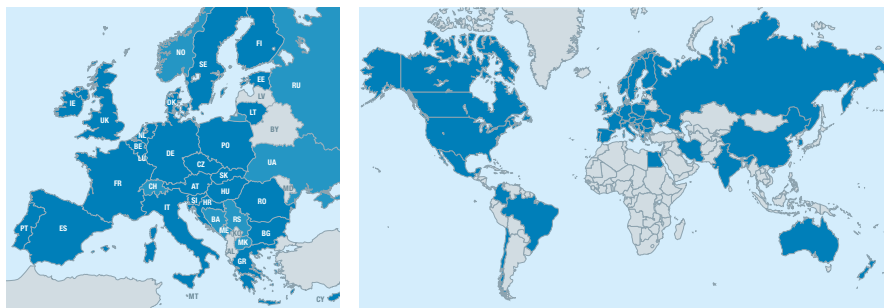 NO
FI
SE
EE
RU
LV
DK
LT
IE
UK
BY
NL
BE
DE
PO
LU
CZ
UA
SK
FR
CH
AT
HU
MD
SI
HR
RO
IT
BA
RS
PT
ES
ME
BG
MK
AL
GR
MT
CY